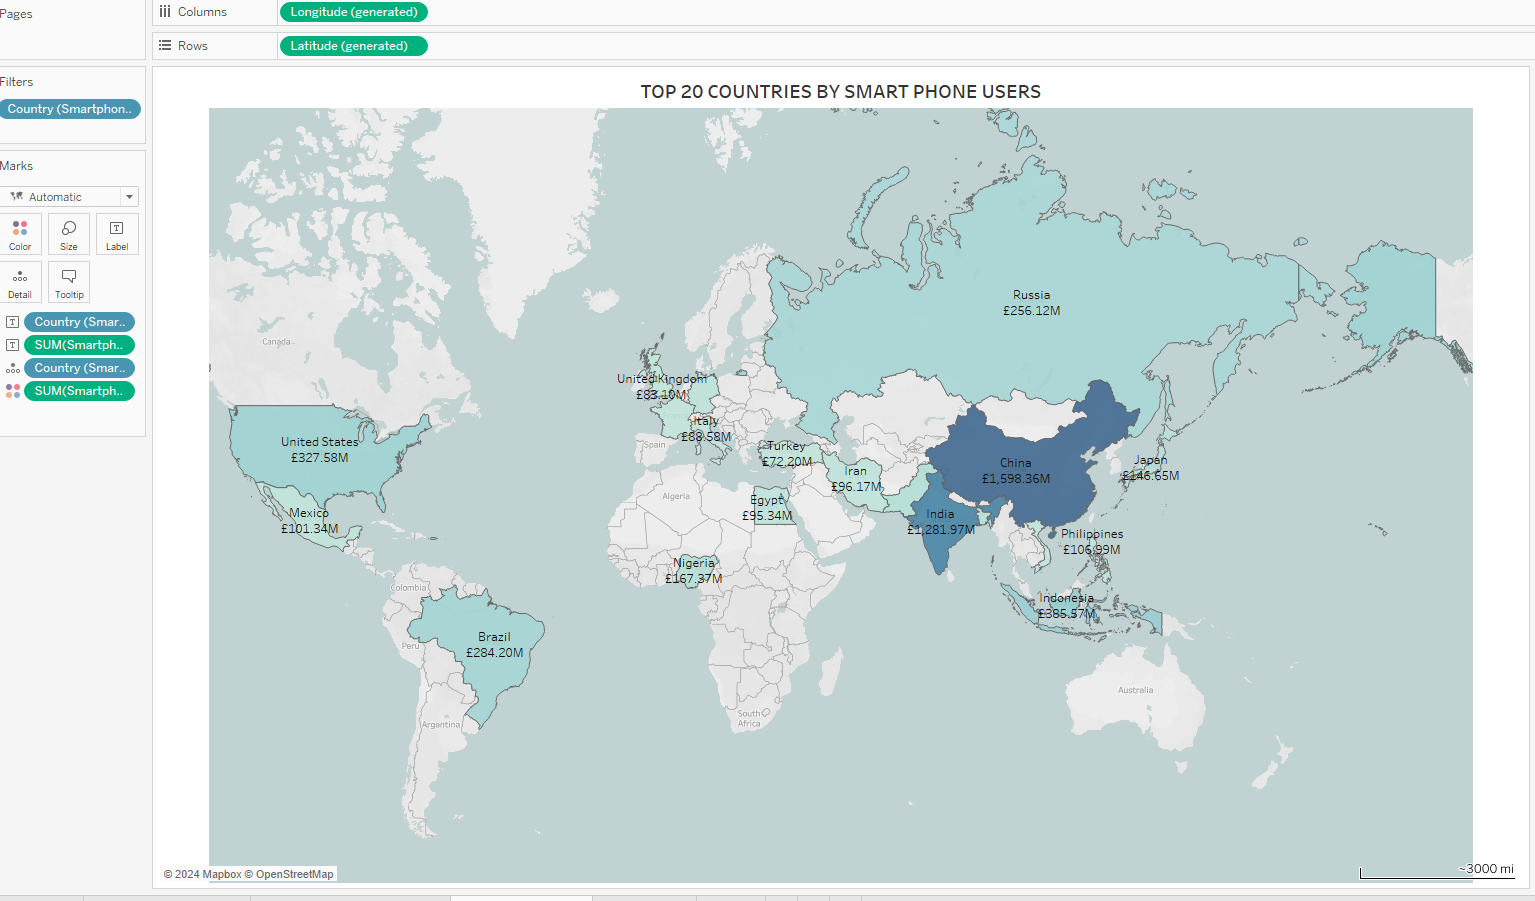 Pages
Columns
Longitude (generated)
Rows
Latitude (generated)
Filters
Country (Smartphon..
Marks
Automatic
Color
Size
Label
Detail
Tooltip
Country (Smar..
SUM(Smartph..
Country (Smar..
SUM(Smartph..
TOP 20 COUNTRIES BY SMART PHONE USERS
Russia
£256.12M
Canada
United Kingdom
£83.10M
Italy
£88.58M
Spain
Turkey
£72.20M
United States
£327.58M
China
£1,598.36M
Japan
£146.65M
Iran
£96.17M
Algeria
Egypt
£95.34M
Mexico
£101.34M
India
£1,281.97M
Philippines
£106.99M
Nigeria
£167.37M
Colombia
Indonesia
£385.57M
Brazil
£284.20M
Peru
Australia
South
Africa
Argentina
© 2024 Mapbox © OpenStreetMap
~3000 mi